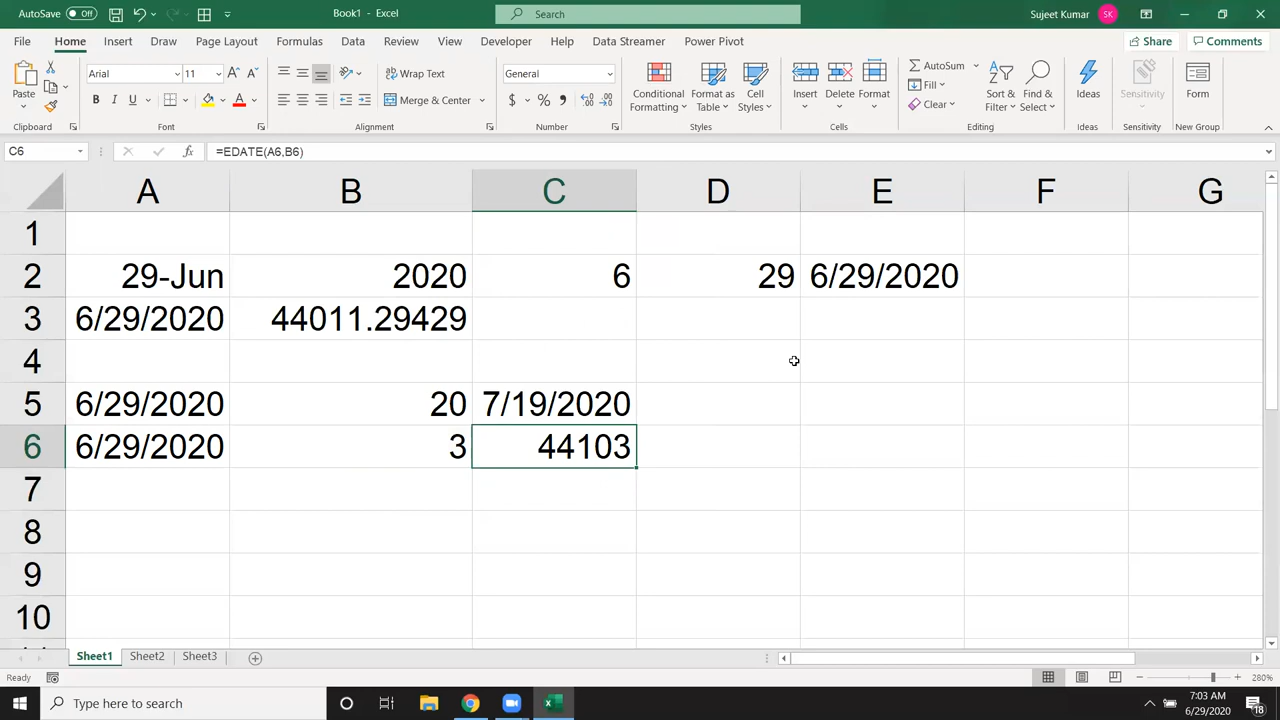 AutoSave Off Book1 - Excel Search Sujeet Kumar SK
File Home Insert Draw Page Layout Formulas Data Review View Developer Help Data Streamer Power Pivot Share Comments
Paste Arial 11 A A Wrap Text General Conditional Formatting Format as Table Cell Styles Insert Delete Format AutoSum Fill Clear Sort & Filter Find & Select Ideas Sensitivity Form
B I U A Merge & Center $ % ,
Clipboard Font Alignment Number Styles Cells Editing Ideas Sensitivity New Group
C6 fx =EDATE(A6,B6)
A B C D E F G
1
2 29-Jun 2020 6 29 6/29/2020
3 6/29/2020 44011.29429
4
5 6/29/2020 20 7/19/2020
6 6/29/2020 3 44103
7
8
9
10
Sheet1 Sheet2 Sheet3
Ready 280%
Type here to search 7:03 AM
6/29/2020 18